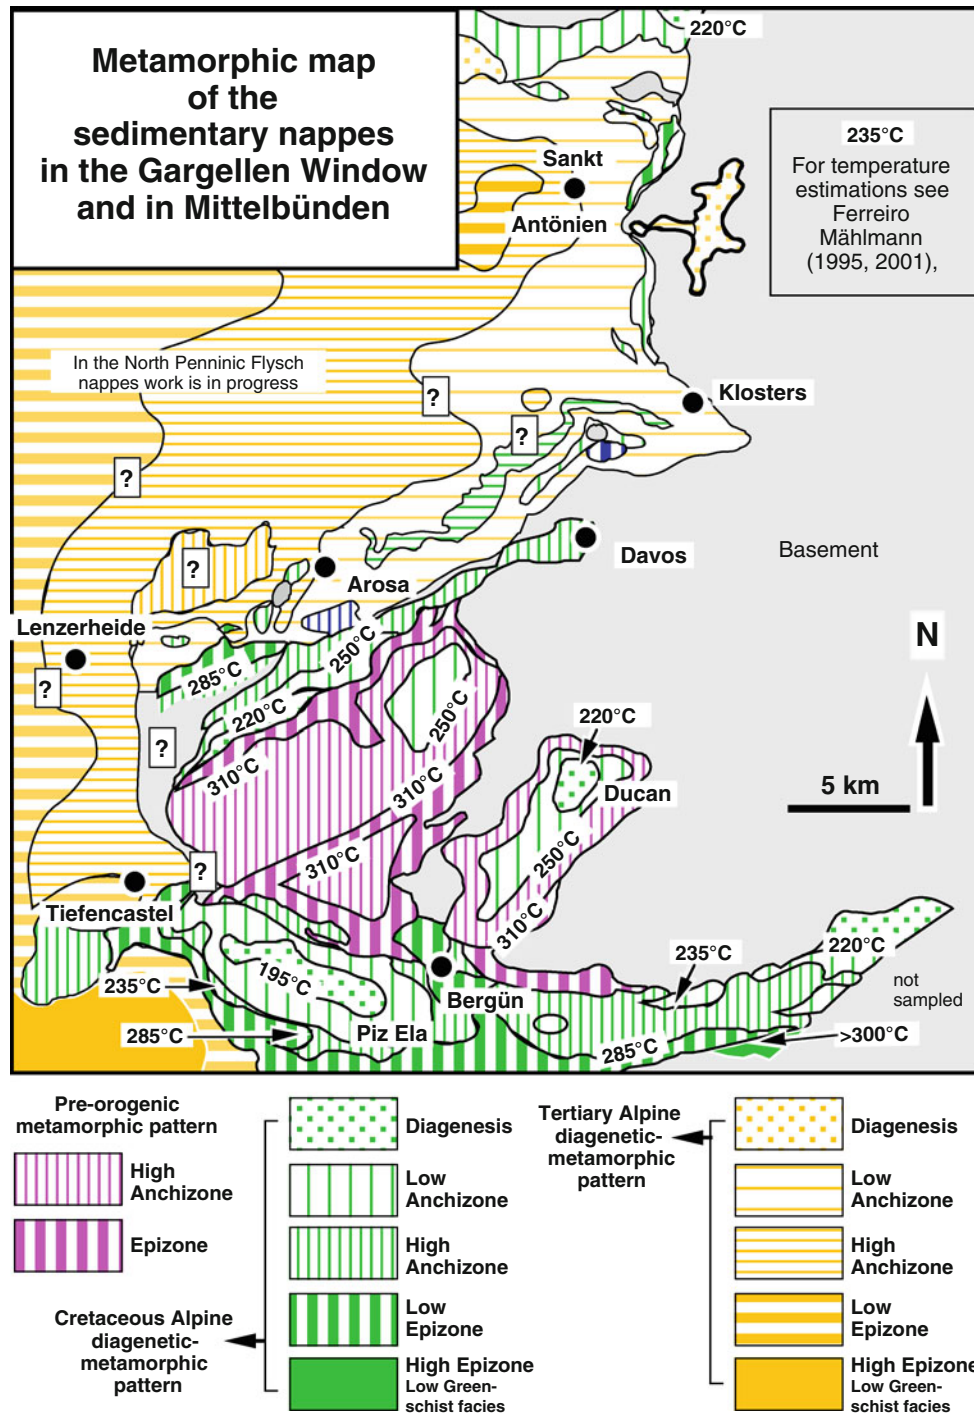 Metamorphic map
of the
sedimentary nappes
in the Gargellen Window
and in Mittelbünden
220°C
235°C
For temperature
estimations see
Ferreiro
Mählmann
(1995, 2001),
Sankt
Antönien
In the North Penninic Flysch
nappes work is in progress
?
Klosters
?
?
Davos
Basement
?
Arosa
Lenzerheide
N
?
285°C
250°C
220°C
?
250°C
220°C
310°C
310°C
Ducan
5 km
310°C
250°C
?
Tiefencastel
310°C
235°C
220°C
195°C
235°C
Bergün
not
sampled
285°C
Piz Ela
285°C
>300°C
Pre-orogenic
metamorphic pattern
High
Anchizone
Epizone
Cretaceous Alpine
diagenetic-
metamorphic
pattern
Diagenesis
Low
Anchizone
High
Anchizone
Low
Epizone
High Epizone
Low Green-
schist facies
Tertiary Alpine
diagenetic-
metamorphic
pattern
Diagenesis
Low
Anchizone
High
Anchizone
Low
Epizone
High Epizone
Low Green-
schist facies